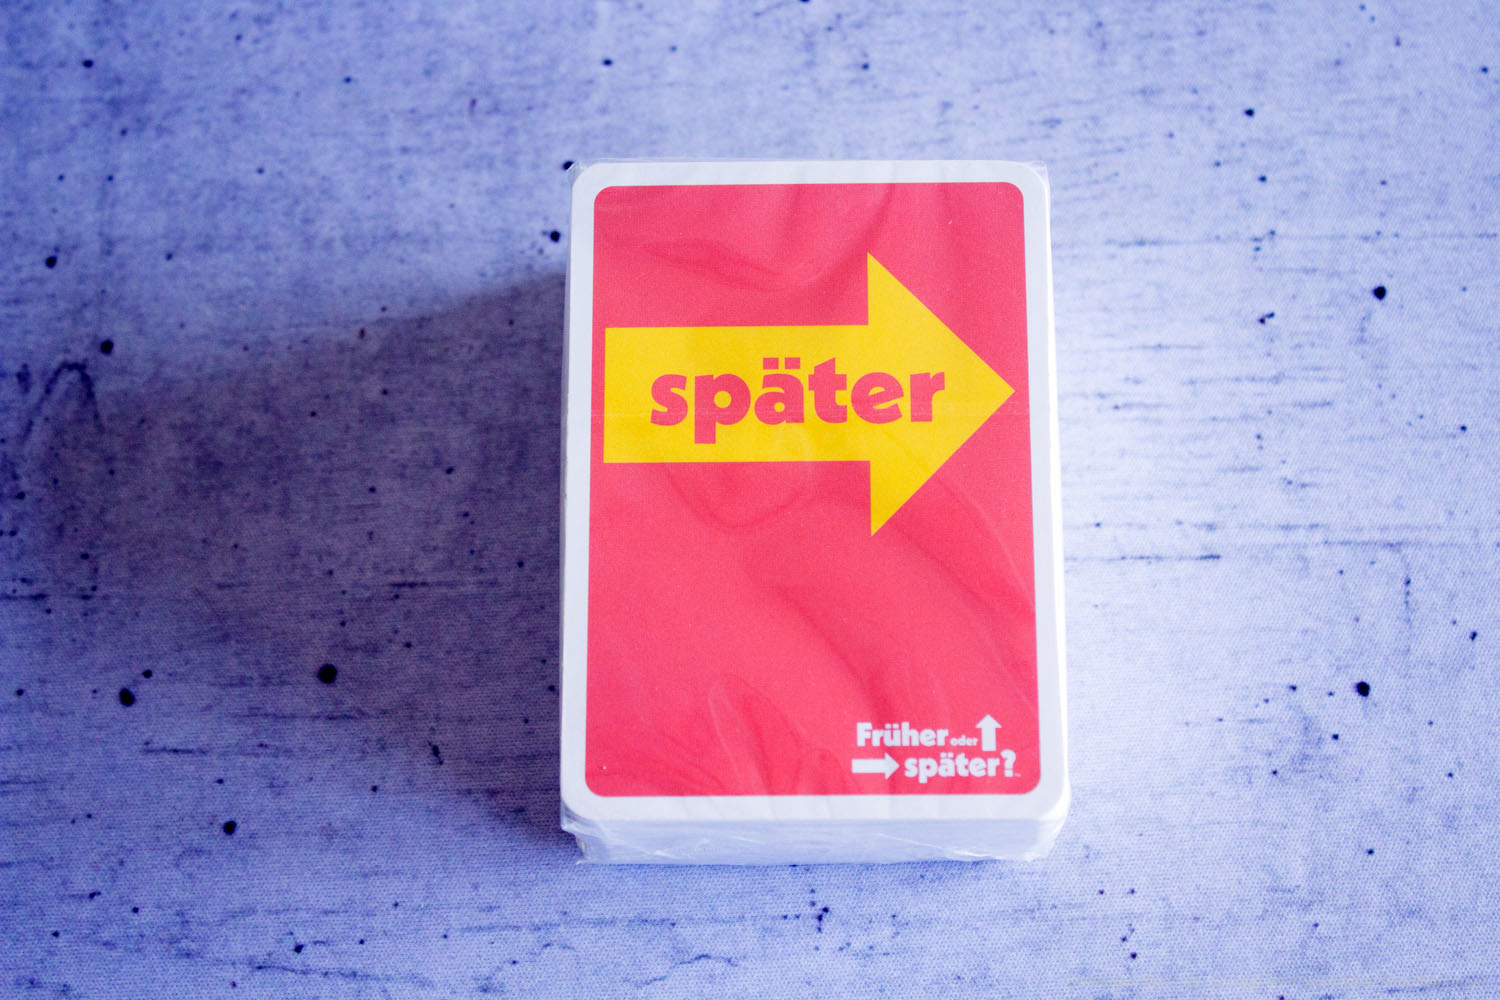 später
Früher oder
später?